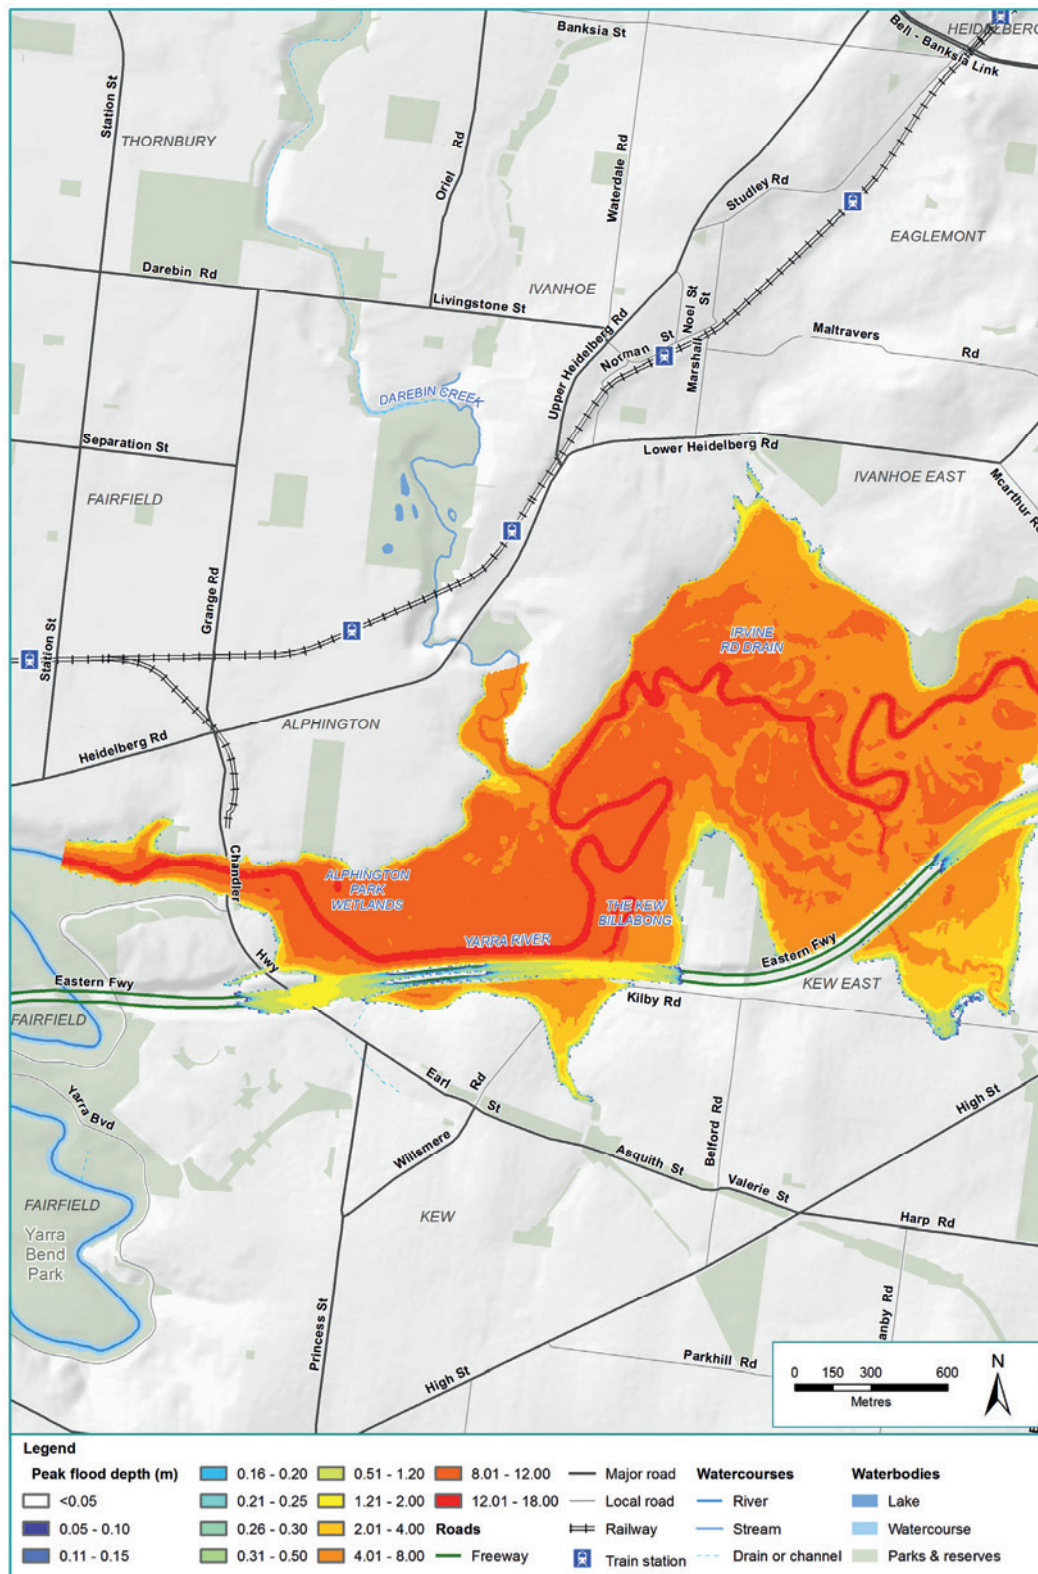 Banksia St
HEIDELBERG
Bell - Banksia Link
Station St
THORNBURY
Oriel Rd
Waterdale Rd
Studley Rd
EAGLEMONT
Darebin Rd
IVANHOE
Livingstone St
Noel St
Marshall St
Norman St
Maltravers Rd
Upper Heidelberg Rd
DAREBIN CREEK
Separation St
Lower Heidelberg Rd
FAIRFIELD
IVANHOE EAST
Mcarthur Rd
Grange Rd
Station St
IRVINE
RD DRAIN
ALPHINGTON
Heidelberg Rd
Chandler Hwy
ALPHINGTON
PARK
WETLANDS
THE KEW
BILLABONG
YARRA RIVER
Eastern Fwy
Eastern Fwy
KEW EAST
Kilby Rd
FAIRFIELD
Yarra Bvd
Earl St
Willsmere Rd
Belford Rd
High St
Asquith St
Valerie St
FAIRFIELD
Yarra
Bend
Park
KEW
Harp Rd
Princess St
anby Rd
High St
Parkhill Rd
N
0 150 300 600
Metres
Legend
Peak flood depth (m)
<0.05
0.05 - 0.10
0.11 - 0.15
0.16 - 0.20
0.21 - 0.25
0.26 - 0.30
0.31 - 0.50
0.51 - 1.20
1.21 - 2.00
2.01 - 4.00
4.01 - 8.00
8.01 - 12.00
12.01 - 18.00
Roads
Freeway
Major road
Local road
Railway
Train station
Watercourses
River
Stream
Drain or channel
Waterbodies
Lake
Watercourse
Parks & reserves